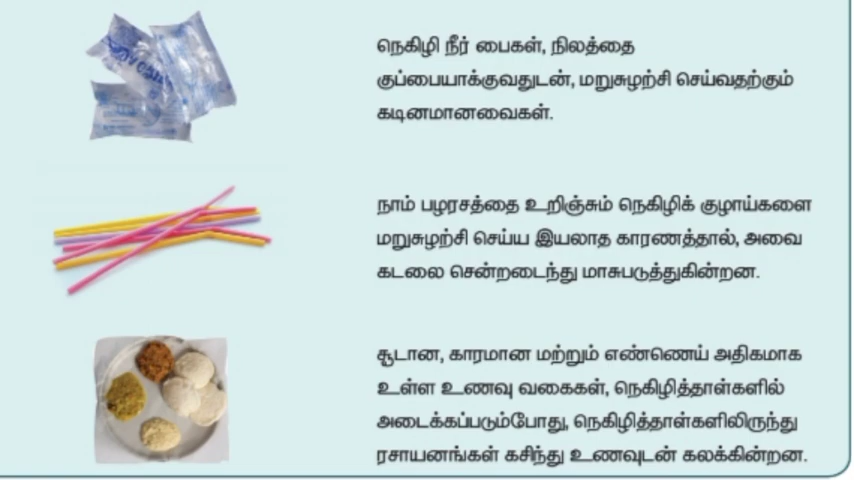 நெகிழி நீர் பைகள், நிலத்தை
குப்பையாக்குவதுடன், மறுசுழற்சி செய்வதற்கும்
கடினமானவைகள்.
நாம் பழரசத்தை உறிஞ்சும் நெகிழிக் குழாய்களை
மறுசுழற்சி செய்ய இயலாத காரணத்தால், அவை
கடலை சென்றடைந்து மாசுபடுத்துகின்றன.
சூடான, காரமான மற்றும் எண்ணெய் அதிகமாக
உள்ள உணவு வகைகள், நெகிழித்தாள்களில்
அடைக்கப்படும்போது, நெகிழித்தாள்களிலிருந்து
ரசாயனங்கள் கசிந்து உணவுடன் கலக்கின்றன.